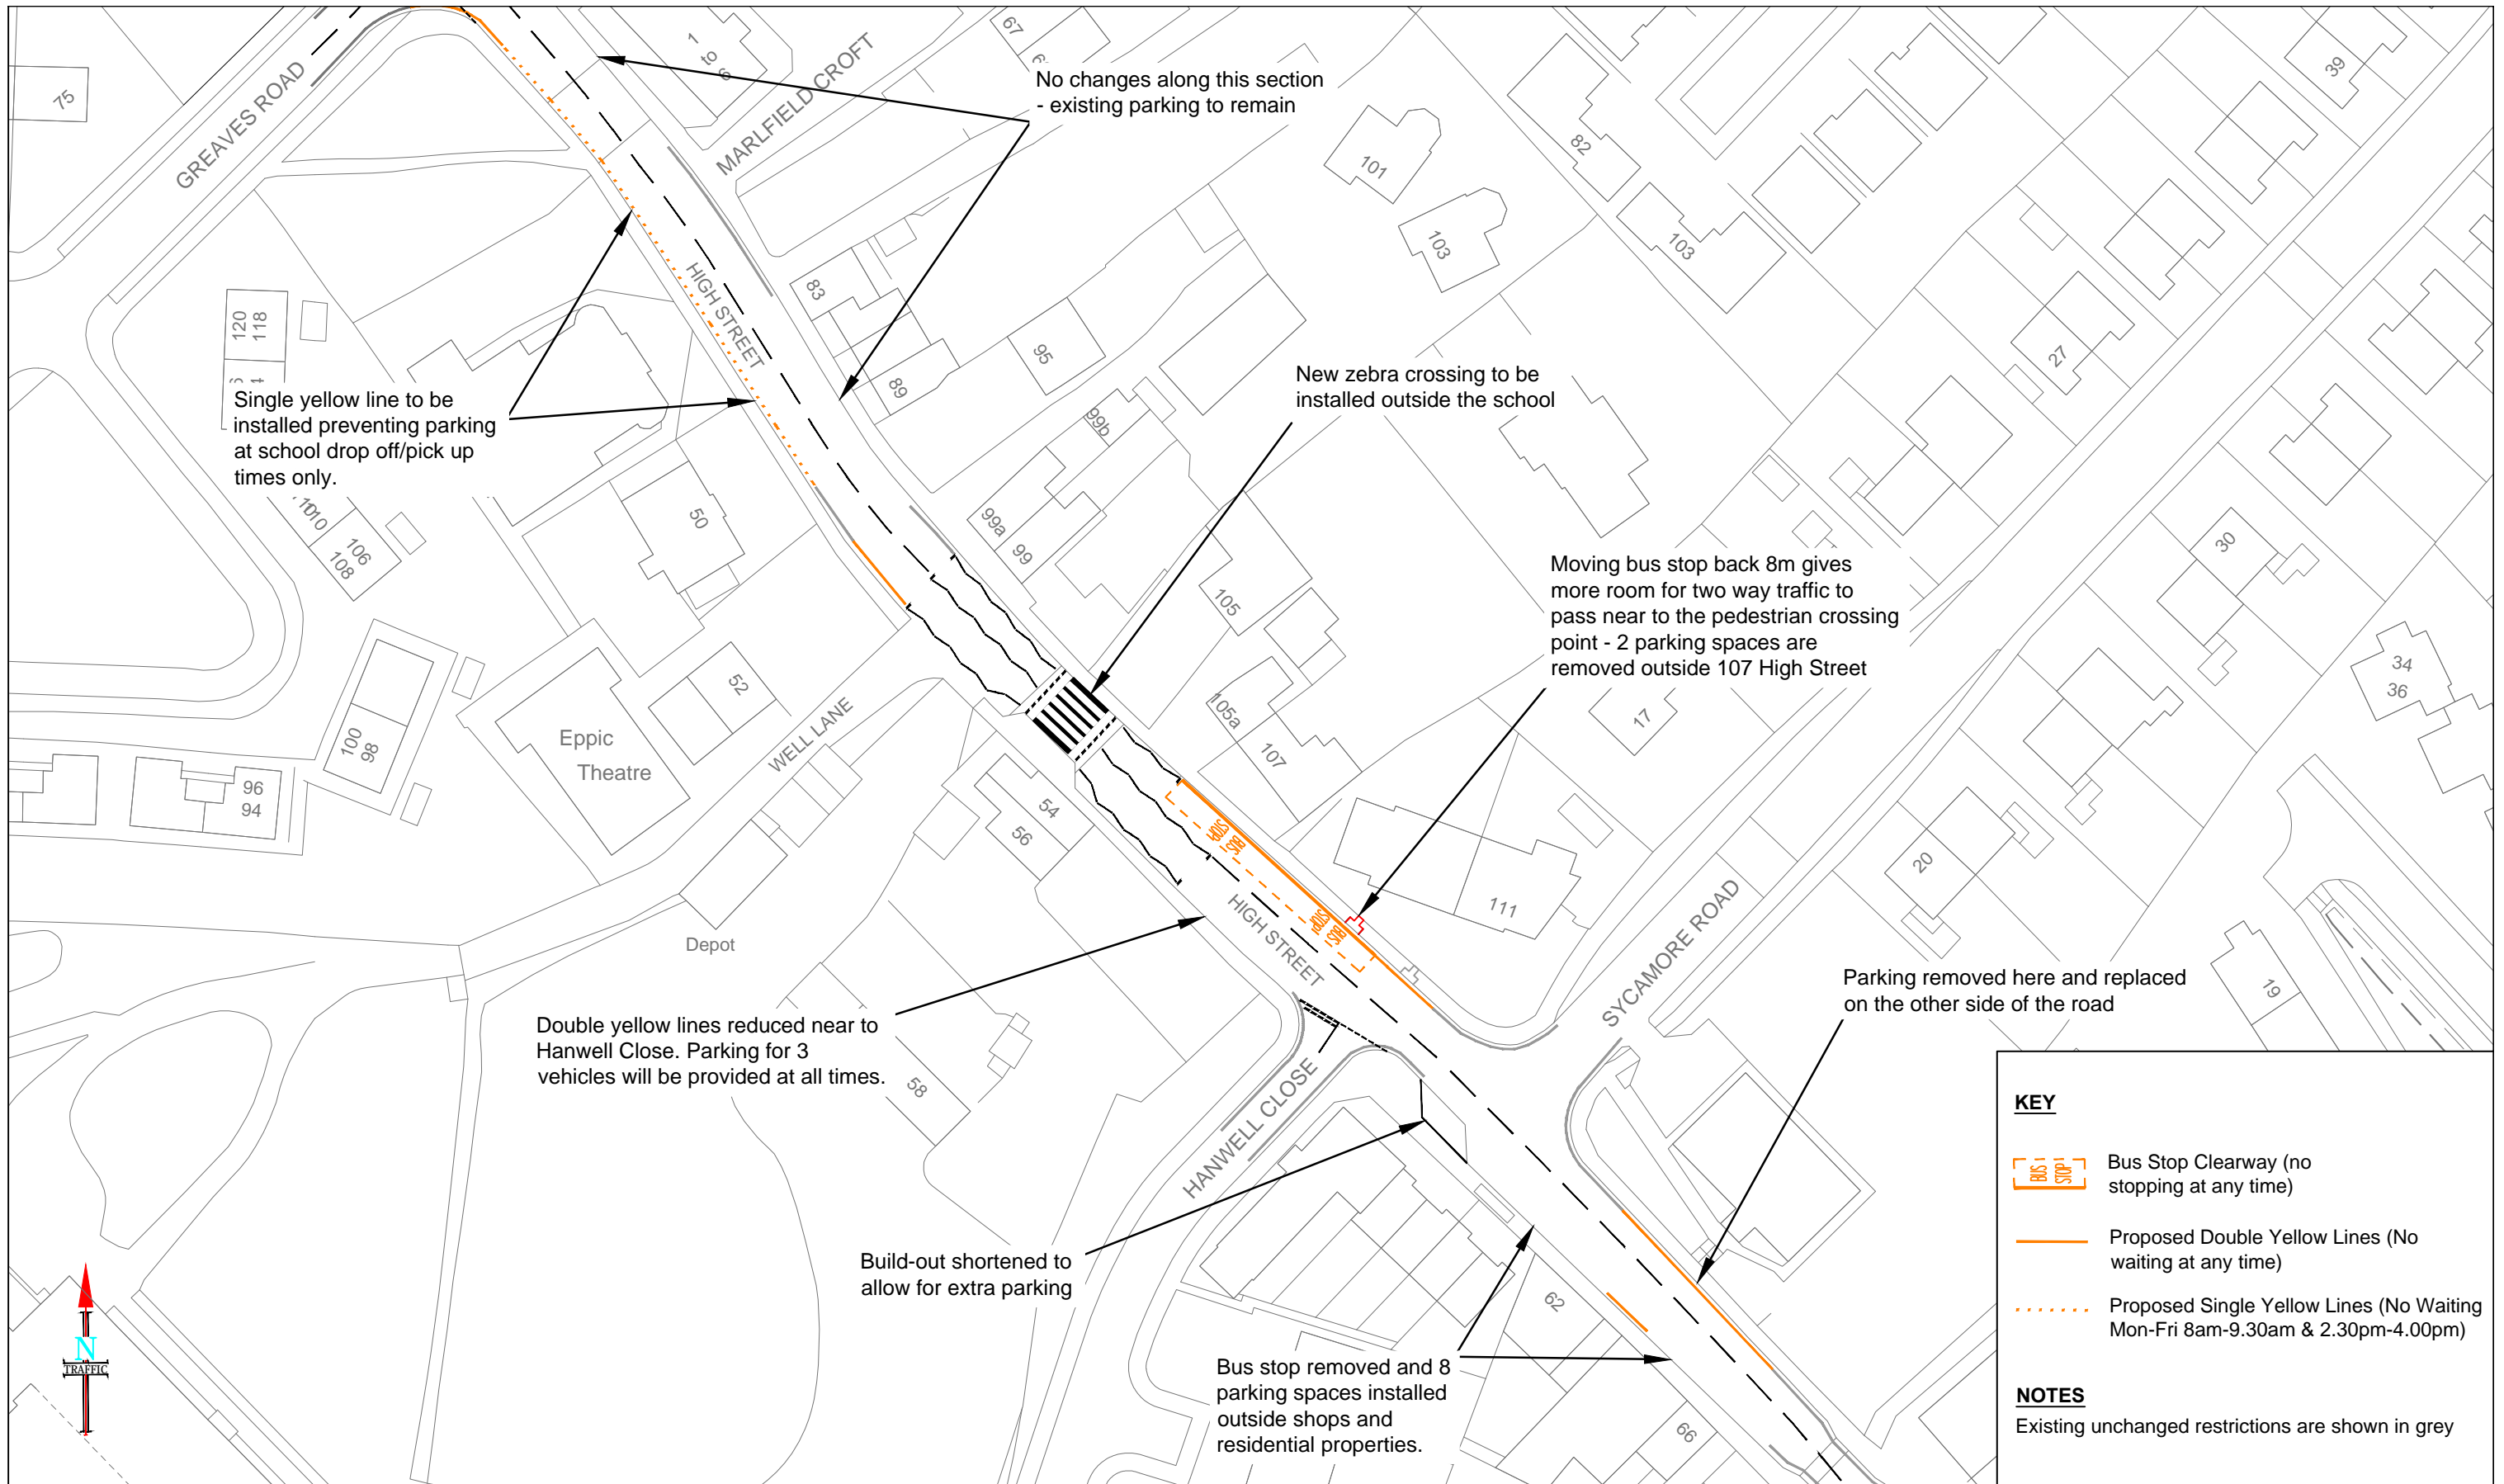 GREAVES ROAD
75
1
to
6
MARLFIELD CROFT
67
No changes along this section
- existing parking to remain
101
103
82
103
39
27
HIGH STREET
83
89
95
120
118
Single yellow line to be
installed preventing parking
at school drop off/pick up
times only.
106
108
50
New zebra crossing to be
installed outside the school
99b
99a
99
105
Moving bus stop back 8m gives
more room for two way traffic to
pass near to the pedestrian crossing
point - 2 parking spaces are
removed outside 107 High Street
30
34
36
17
52
WELL LANE
Eppic
Theatre
100
98
96
94
105a
107
54
56
BUS
STOP
BUS
STOP
HIGH STREET
111
20
19
SYCAMORE ROAD
Depot
58
Double yellow lines reduced near to
Hanwell Close. Parking for 3
vehicles will be provided at all times.
HANWELL CLOSE
Parking removed here and replaced
on the other side of the road
Build-out shortened to
allow for extra parking
62
66
Bus stop removed and 8
parking spaces installed
outside shops and
residential properties.
N
TRAFFIC
KEY
BUS
STOP
Bus Stop Clearway (no
stopping at any time)
Proposed Double Yellow Lines (No
waiting at any time)
Proposed Single Yellow Lines (No Waiting
Mon-Fri 8am-9.30am & 2.30pm-4.00pm)
NOTES
Existing unchanged restrictions are shown in grey